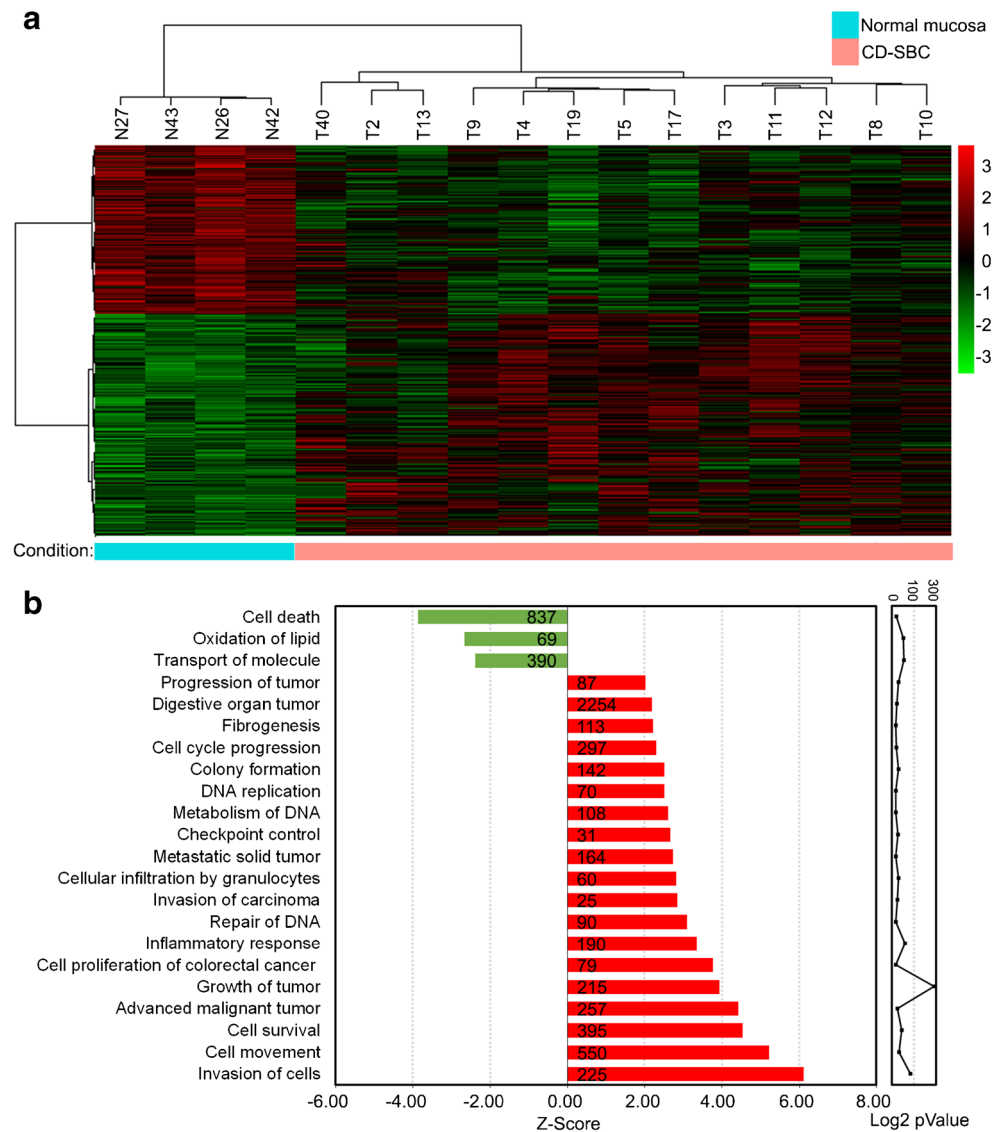 a
Normal mucosa
CD-SBC
N27 N43 N26 N42 T40 T2 T13 T9 T4 T19 T5 T17 T3 T11 T12 T8 T10
3
2
1
0
-1
-2
-3
Condition:
b
0 100 300
Cell death 837
Oxidation of lipid 69
Transport of molecule 390
Progression of tumor 87
Digestive organ tumor 2254
Fibrogenesis 113
Cell cycle progression 297
Colony formation 142
DNA replication 70
Metabolism of DNA 108
Checkpoint control 31
Metastatic solid tumor 164
Cellular infiltration by granulocytes 60
Invasion of carcinoma 25
Repair of DNA 90
Inflammatory response 190
Cell proliferation of colorectal cancer 79
Growth of tumor 215
Advanced malignant tumor 257
Cell survival 395
Cell movement 550
Invasion of cells 225
-6.00 -4.00 -2.00 0.00 2.00 4.00 6.00 8.00
Z-Score
Log2 pValue